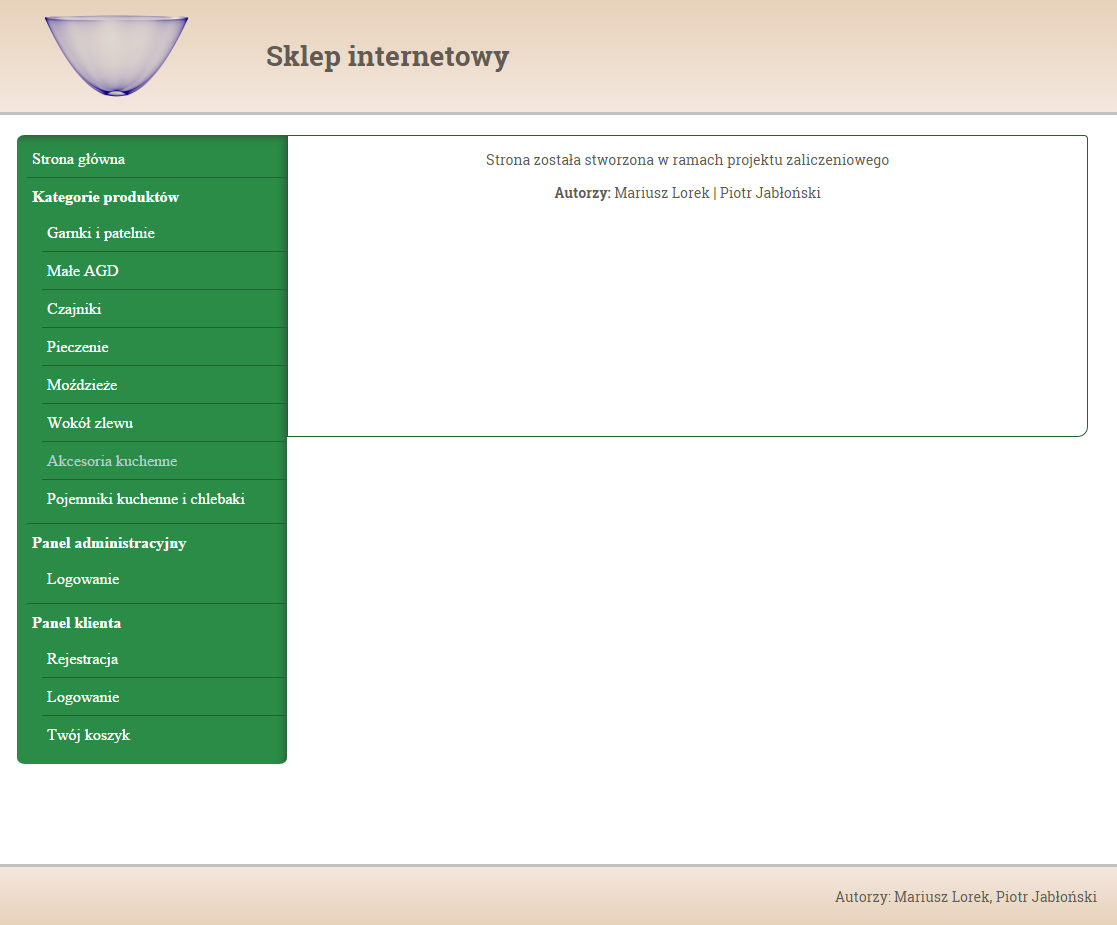 Sklep internetowy
Strona główna
Kategorie produktów
Garnki i patelnie
Małe AGD
Czajniki
Pieczenie
Moździeże
Wokół zlewu
Akcesoria kuchenne
Pojemniki kuchenne i chlebaki
Panel administracyjny
Logowanie
Panel klienta
Rejestracja
Logowanie
Twój koszyk
Strona została stworzona w ramach projektu zaliczeniowego
Autorzy: Mariusz Lorek | Piotr Jabłoński
Autorzy: Mariusz Lorek, Piotr Jabłoński